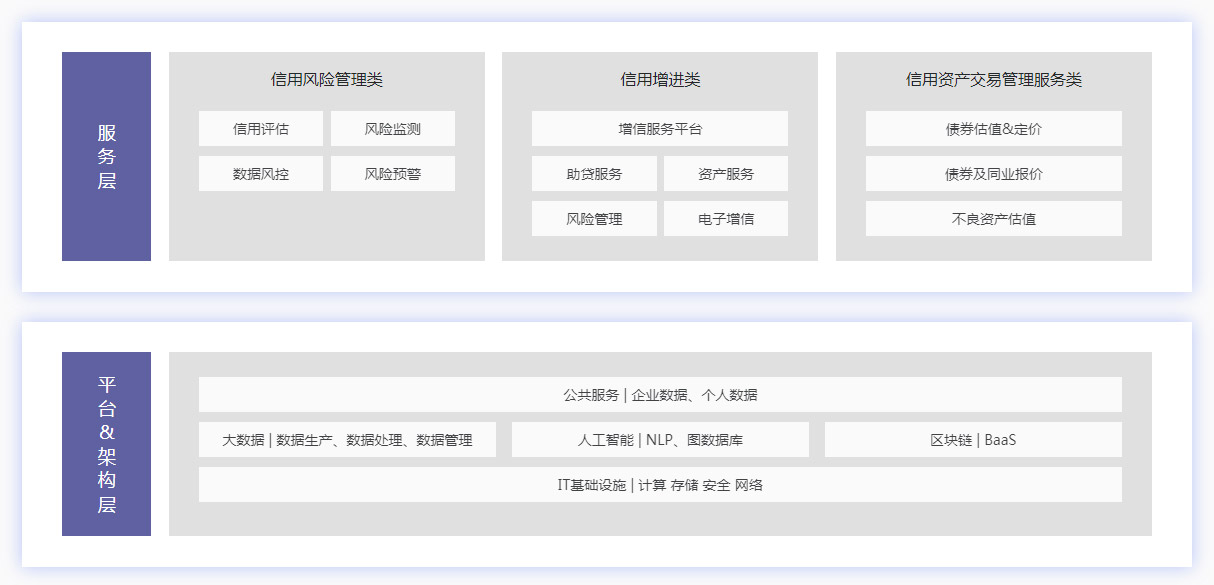 服务层
信用风险管理类
信用评估
风险监测
数据风控
风险预警
信用增进类
增信服务平台
助贷服务
资产服务
风险管理
电子增信
信用资产交易管理服务类
债券估值&定价
债券及同业报价
不良资产估值
平台&架构层
公共服务 | 企业数据、个人数据
大数据 | 数据生产、数据处理、数据管理
人工智能 | NLP、图数据库
区块链 | BaaS
IT基础设施 | 计算 存储 安全 网络